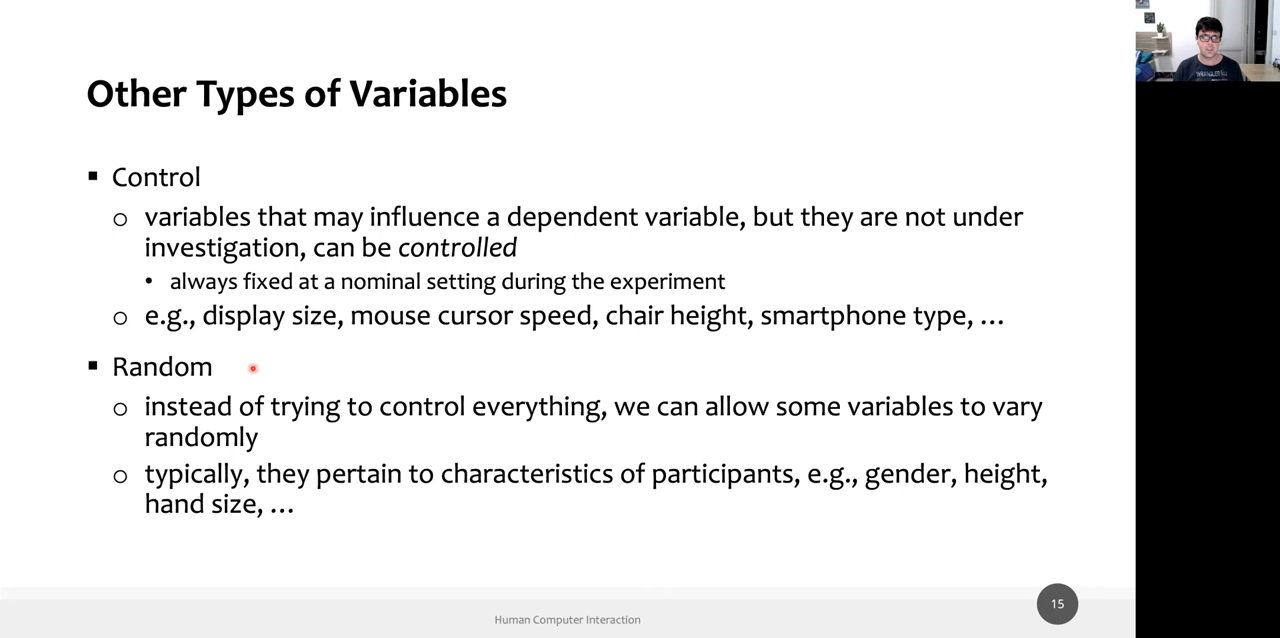 Other Types of Variables
▪ Control
o variables that may influence a dependent variable, but they are not under
investigation, can be controlled
• always fixed at a nominal setting during the experiment
o e.g., display size, mouse cursor speed, chair height, smartphone type, …
▪ Random
o instead of trying to control everything, we can allow some variables to vary
randomly
o typically, they pertain to characteristics of participants, e.g., gender, height,
hand size, …
Human Computer Interaction
15